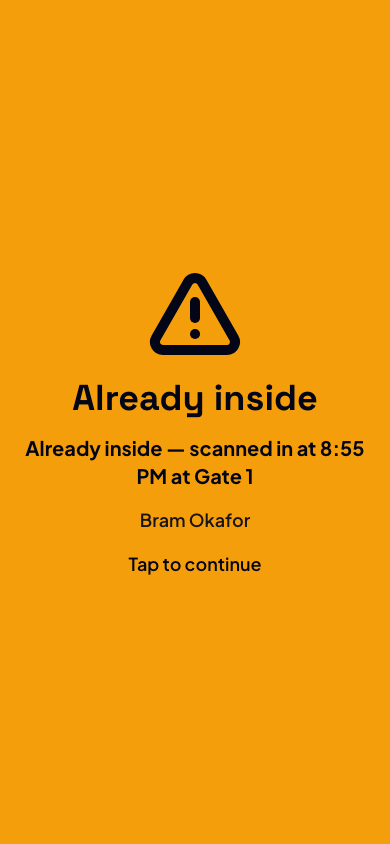 Already inside
Already inside — scanned in at 8:55
PM at Gate 1
Bram Okafor
Tap to continue